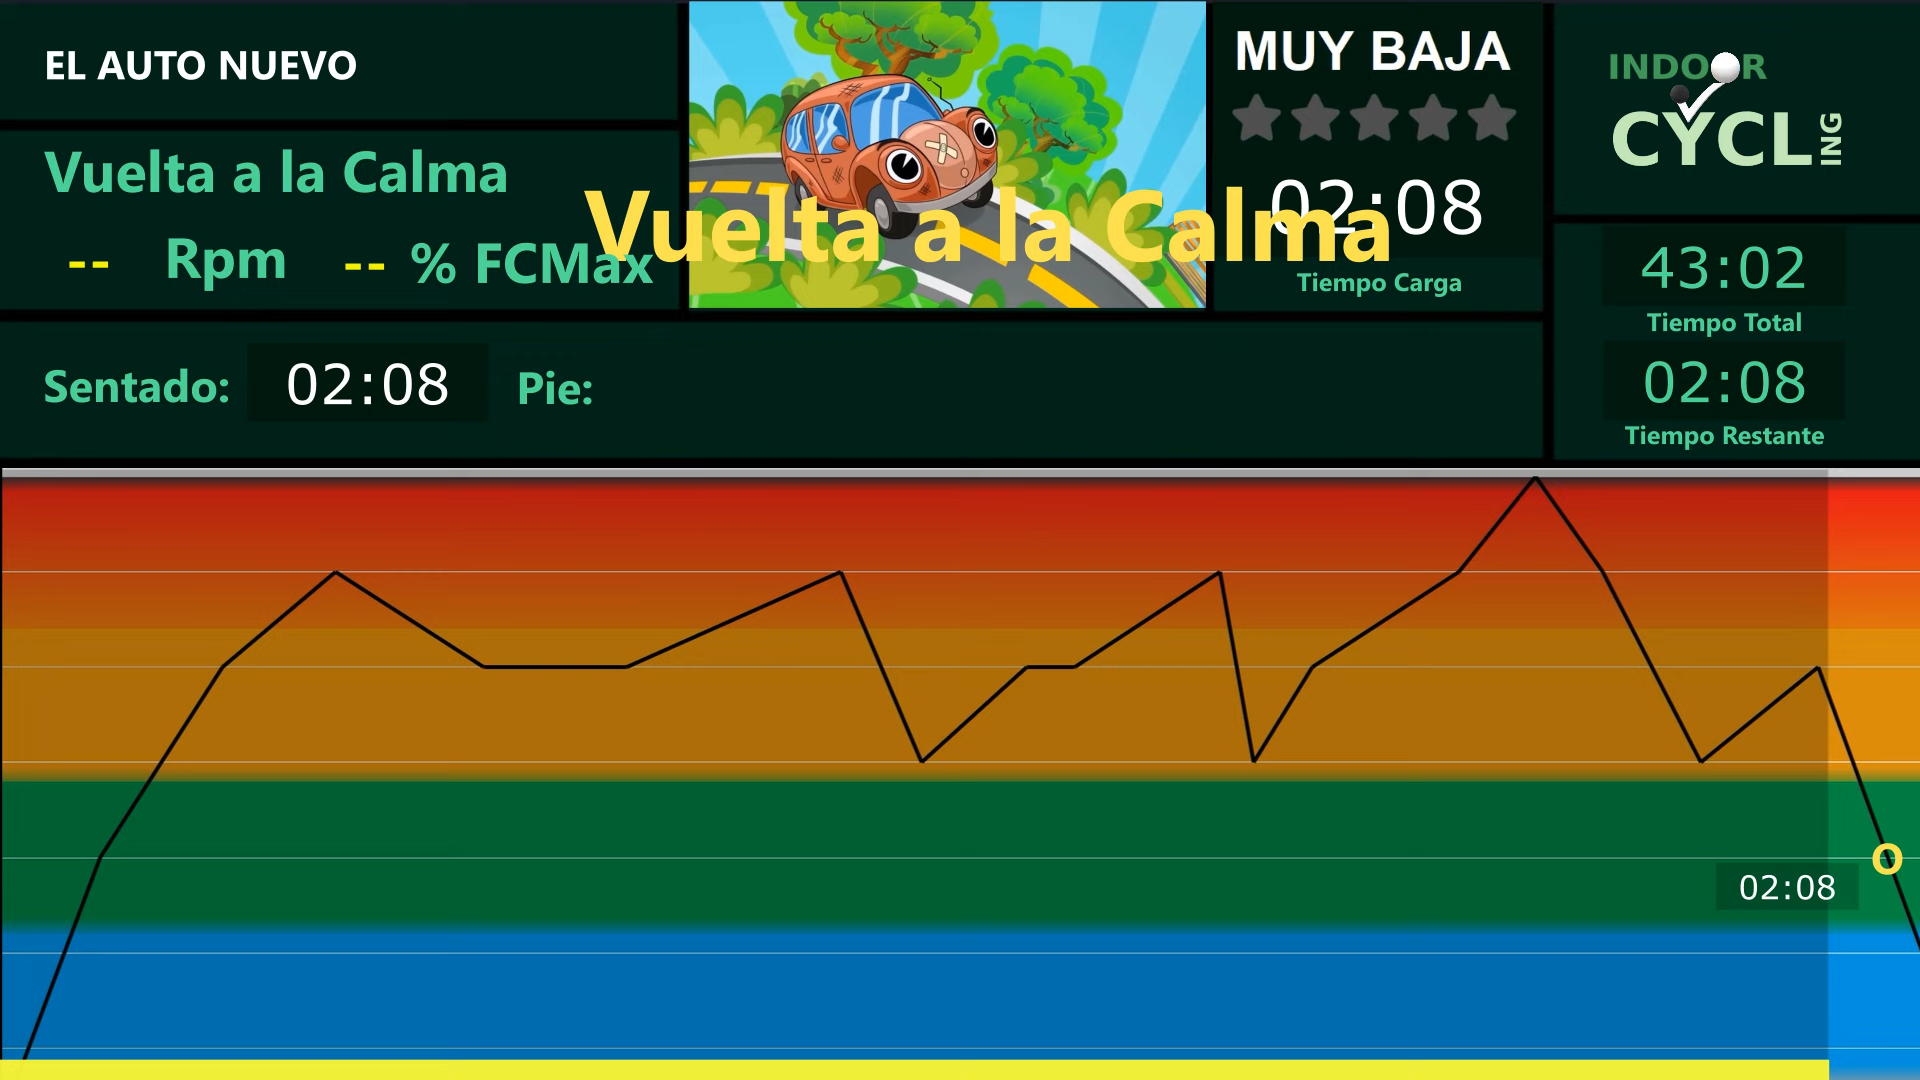 EL AUTO NUEVO
Vuelta a la Calma
-- Rpm -- % FCMax
Vuelta a la Calma
MUY BAJA
02:08
Tiempo Carga
INDOOR
CYCLING
43:02
Tiempo Total
02:08
Tiempo Restante
Sentado: 02:08 Pie:
02:08
O